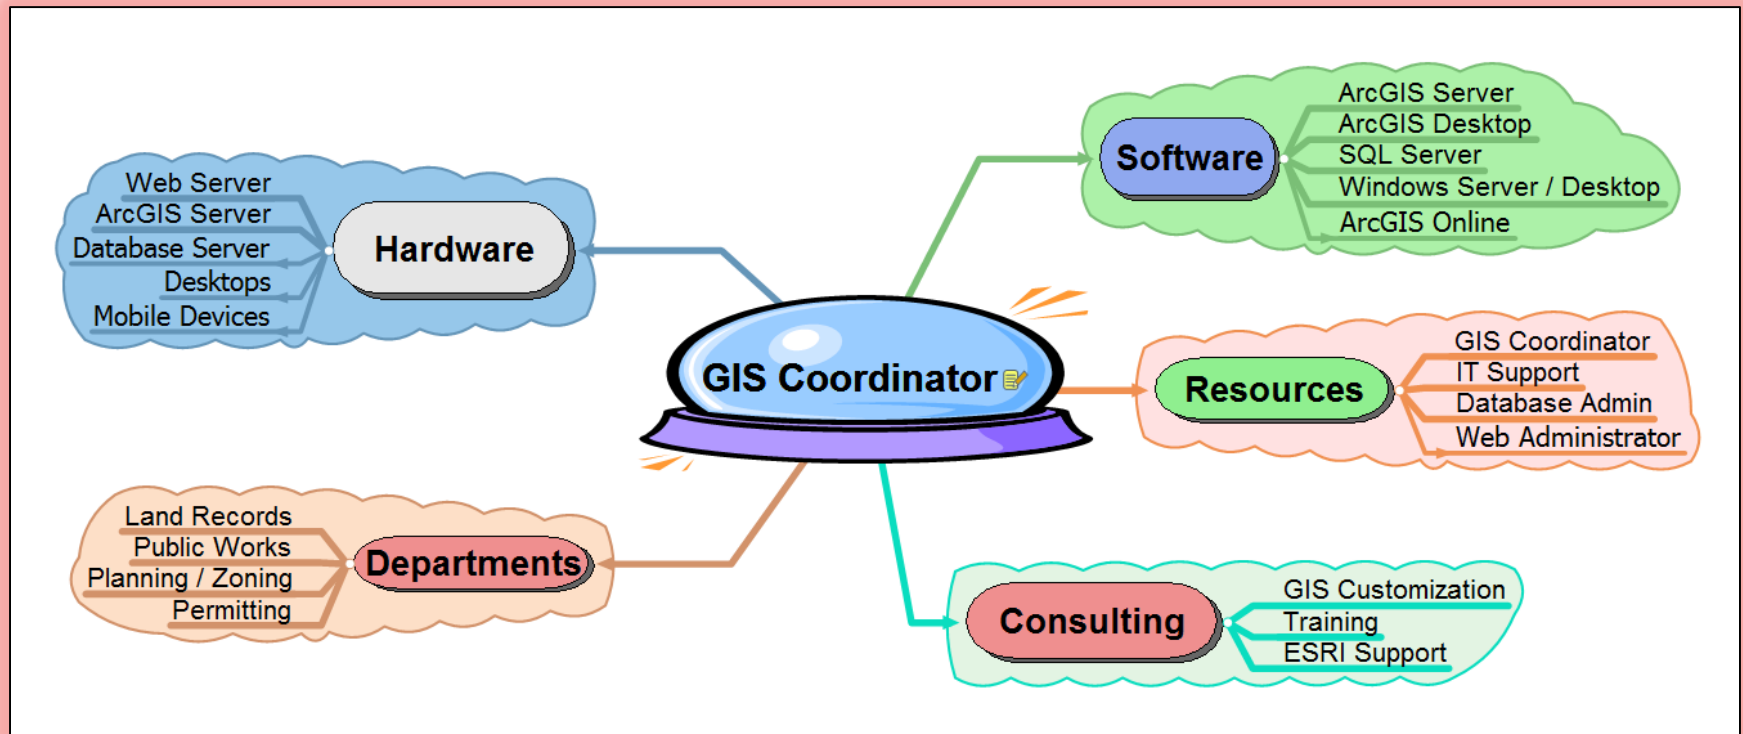 Hardware
Web Server
ArcGIS Server
Database Server
Desktops
Mobile Devices
Software
ArcGIS Server
ArcGIS Desktop
SQL Server
Windows Server / Desktop
ArcGIS Online
GIS Coordinator
Resources
GIS Coordinator
IT Support
Database Admin
Web Administrator
Departments
Land Records
Public Works
Planning / Zoning
Permitting
Consulting
GIS Customization
Training
ESRI Support